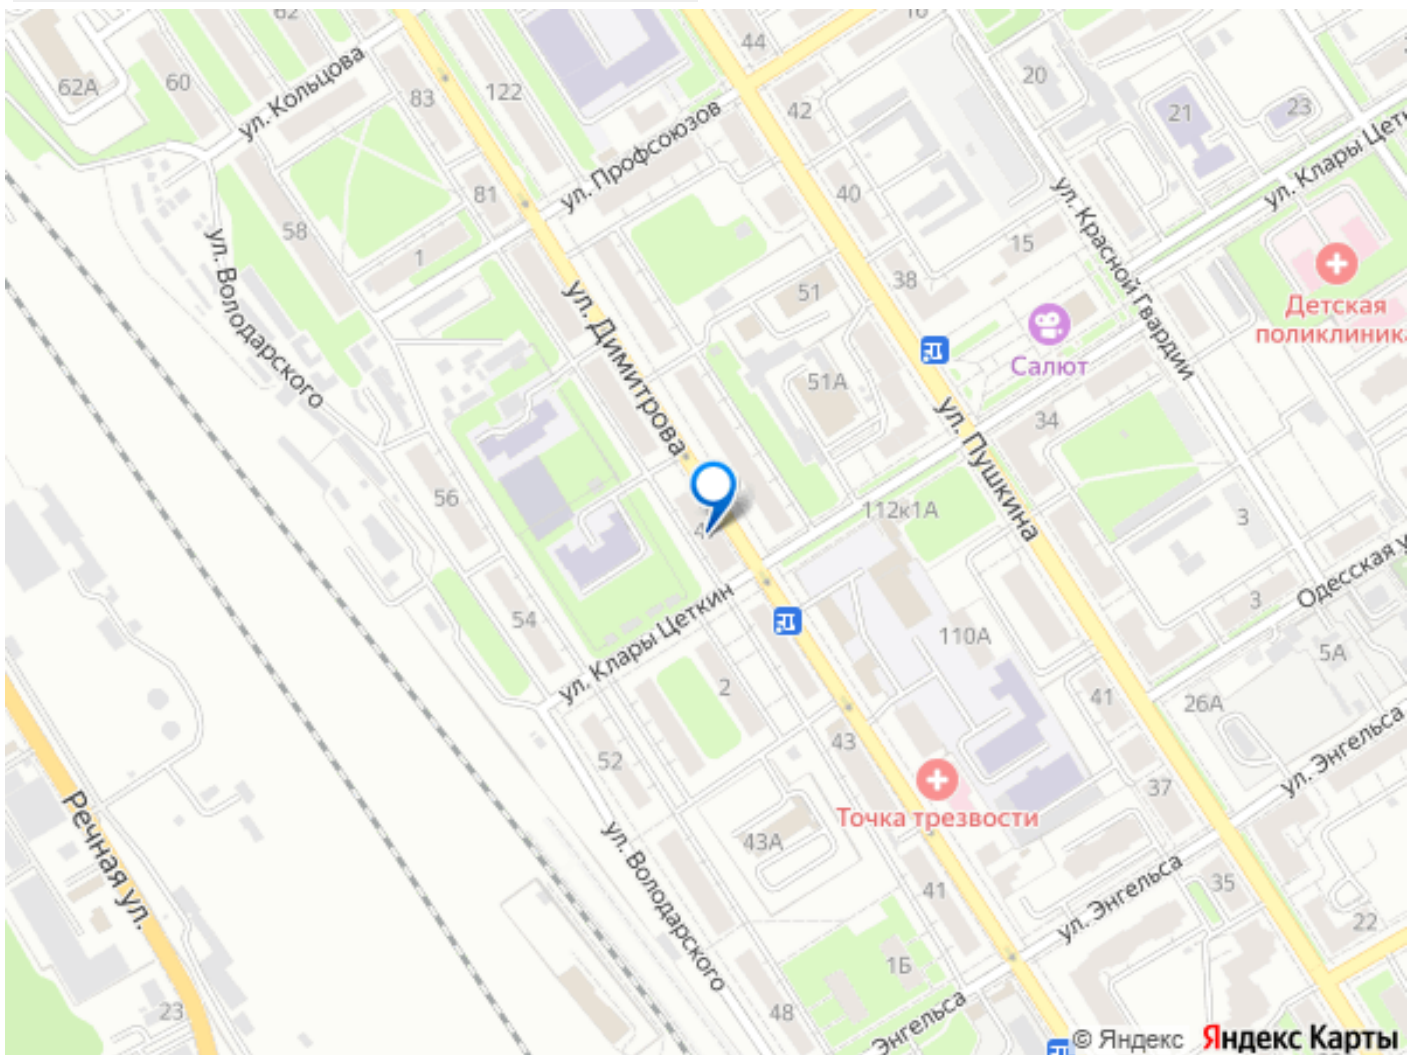 62
16
44
62А
60
ул. Кольцова
83
122
42
20
21
23
ул. Профсоюзов
ул. Клары Цетк
81
40
ул. Красной Гвардии
58
1
15
ул. Володарского
38
51
ул. Димитрова
Детская
поликлиника
Салют
51А
34
ул. Пушкина
56
112к1А
3
4
Одесская у
54
ул. Клары Цеткин
3
110А
5А
2
41
26А
43
52
ул. Энгельса
37
Речная ул.
Точка трезвости
43А
ул. Володарского
41
35
ул. Энгельса
22
1Б
23
48
Энгельса
© Яндекс Яндекс Карты